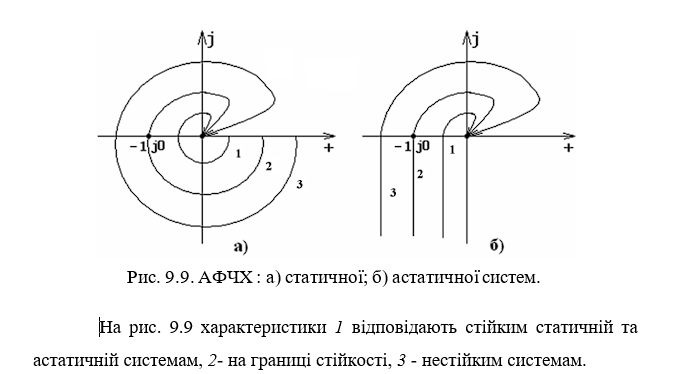 j
j
-1 j0
+
-1 j0
+
1
1
2
2
3
3
а)
б)
Рис. 9.9. АФЧХ : а) статичної; б) астатичної систем.
На рис. 9.9 характеристики 1 відповідають стійким статичній та
астатичній системам, 2- на границі стійкості, 3 - нестійким системам.